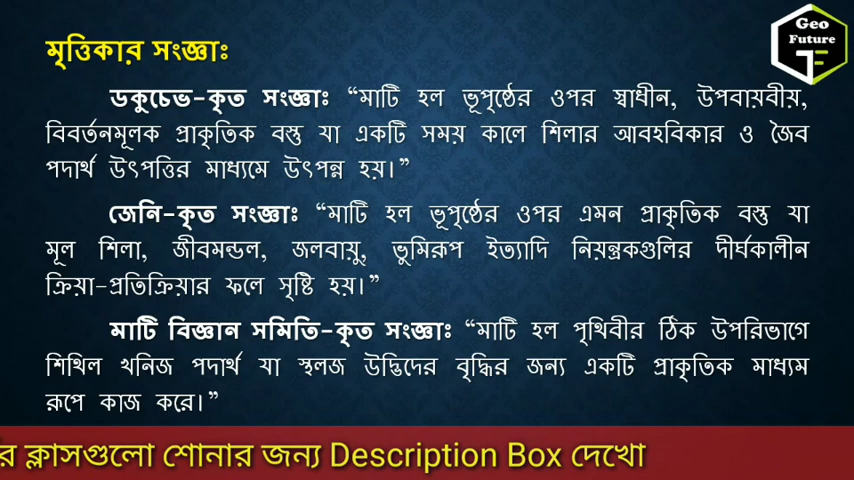 Geo
Future
মৃত্তিকার সংজ্ঞাঃ
ডকুচেভ-কৃত সংজ্ঞাঃ “মাটি হল ভূপৃষ্ঠের ওপর স্বাধীন, উপবায়বীয়,
বিবর্তনমূলক প্রাকৃতিক বস্তু যা একটি সময় কালে শিলার আবহবিকার ও জৈব
পদার্থ উৎপত্তির মাধ্যমে উৎপন্ন হয়।”
জেনি-কৃত সংজ্ঞাঃ “মাটি হল ভূপৃষ্ঠের ওপর এমন প্রাকৃতিক বস্তু যা
মূল শিলা, জীবমন্ডল, জলবায়ু, ভুমিরূপ ইত্যাদি নিয়ন্ত্রকগুলির দীর্ঘকালীন
ক্রিয়া-প্রতিক্রিয়ার ফলে সৃষ্টি হয়।”
মাটি বিজ্ঞান সমিতি-কৃত সংজ্ঞাঃ “মাটি হল পৃথিবীর ঠিক উপরিভাগে
শিথিল খনিজ পদার্থ যা স্থলজ উদ্ভিদের বৃদ্ধির জন্য একটি প্রাকৃতিক মাধ্যম
রূপে কাজ করে।”
র ক্লাসগুলো শোনার জন্য Description Box দেখো